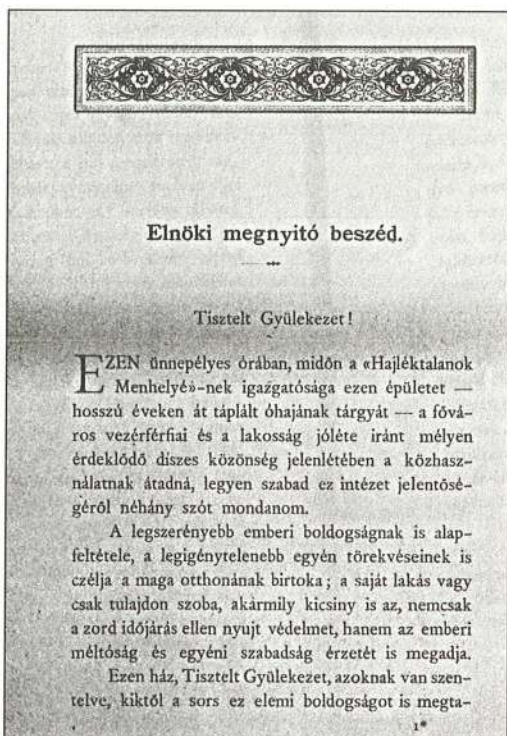 Elnöki megnyitó beszéd.
Tisztelt Gyülekezet!
EZEN ünnepélyes órában, midőn a «Hajléktalanok
Menhelyé»-nek igazgatósága ezen épületet —
hosszú éveken át táplált óhajának tárgyát — a fővá-
ros vezérférfiai és a lakosság jóléte iránt mélyen
érdeklődő díszes közönség jelenlétében a közhasz-
nálatnak átadná, legyen szabad ez intézet jelentősé-
géről néhány szót mondanom.
A legszerényebb emberi boldogságnak is alap-
feltétele, a legigénytelenebb egyén törekvéseinek is
czélja a maga otthonának birtoka; a saját lakás vagy
csak tulajdon szoba, akármily kicsiny is az, nemcsak
a zord időjárás ellen nyujt védelmet, hanem az emberi
méltóság és egyéni szabadság érzetét is megadja.
Ezen ház, Tisztelt Gyülekezet, azoknak van szen-
telve, kiktől a sors ez elemi boldogságot is megta-
1*